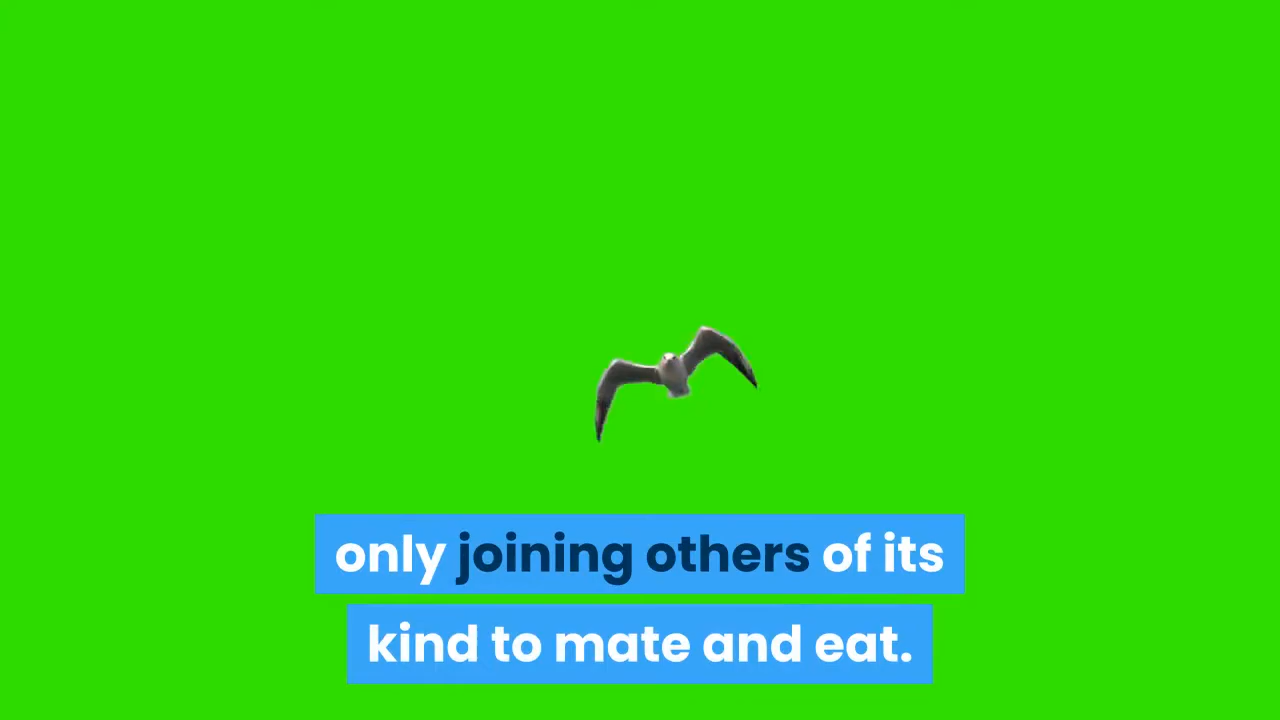 only joining others of its
kind to mate and eat.